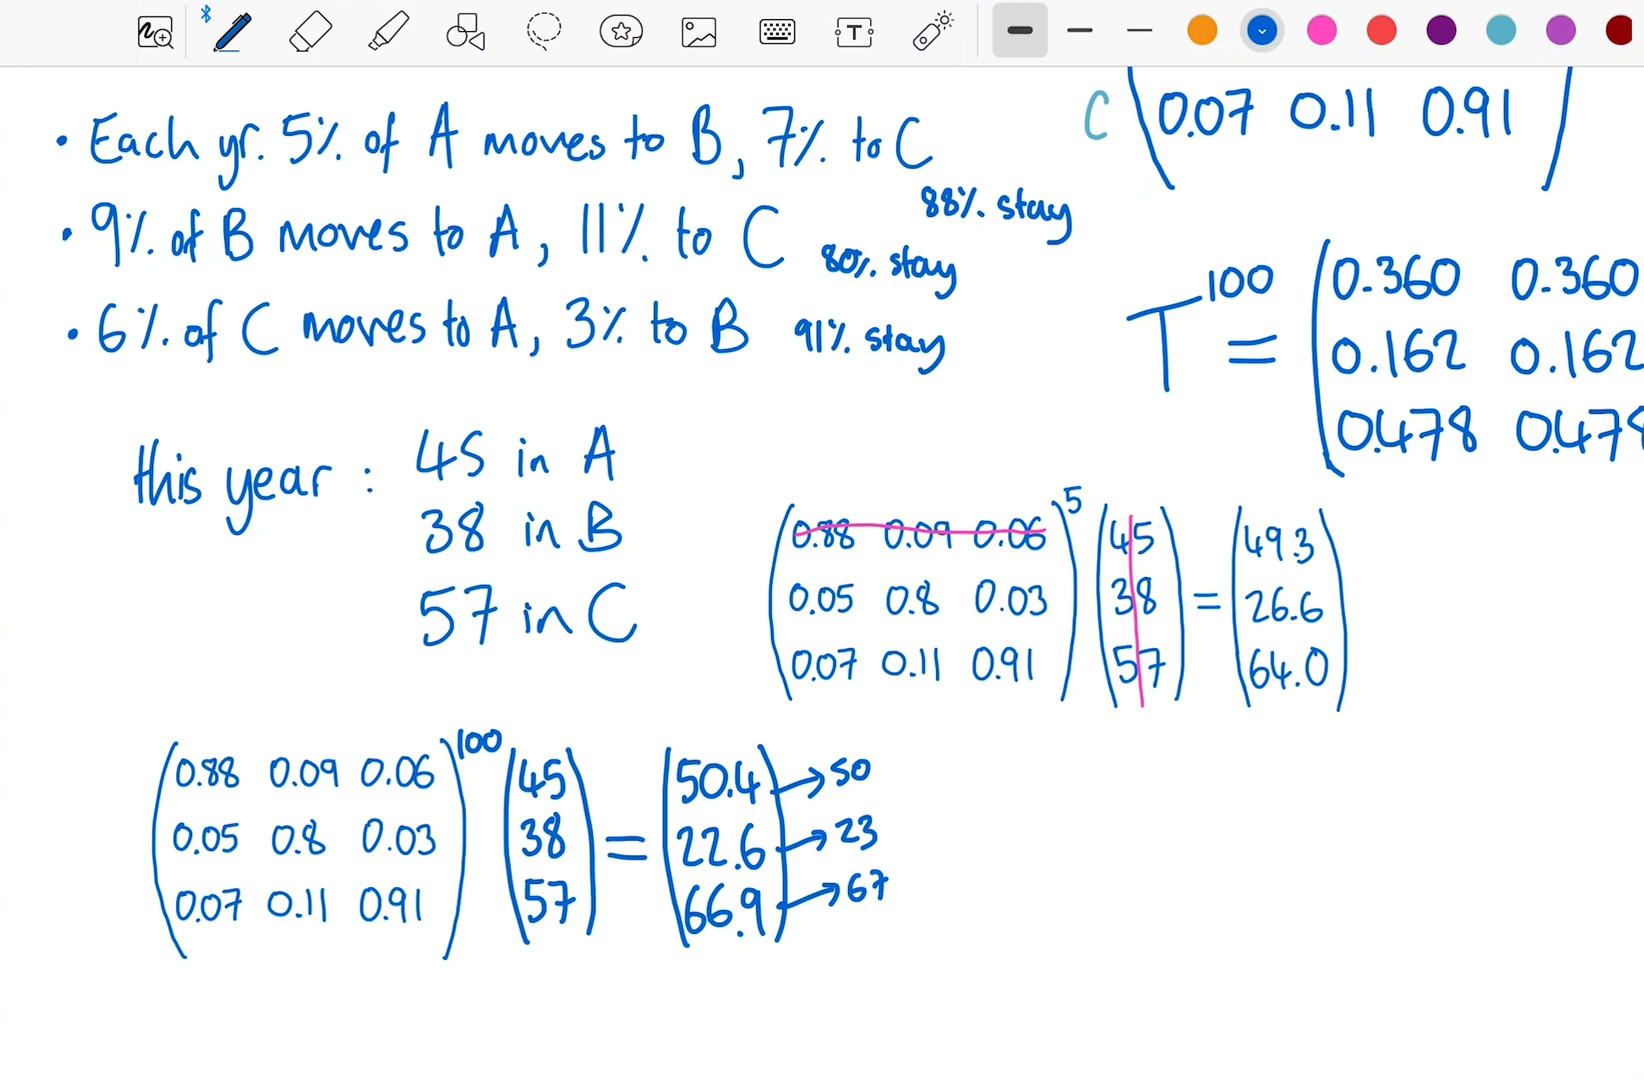 • Each yr. 5% of A moves to B, 7% to C
88% stay
• 9% of B moves to A, 11% to C
80% stay
• 6% of C moves to A, 3% to B 91% stay
C (0.07 0.11 0.91)
T^100 = (0.360 0.360
0.162 0.162
0.478 0.478
this year : 45 in A
38 in B
57 in C
(0.88 0.09 0.06)^5 (45) (49.3)
(0.05 0.8 0.03) (38) = (26.6)
(0.07 0.11 0.91) (57) (64.0)
(0.88 0.09 0.06)^100 (45) (50.4) → 50
(0.05 0.8 0.03) (38) = (22.6) → 23
(0.07 0.11 0.91) (57) (66.9) → 67
T